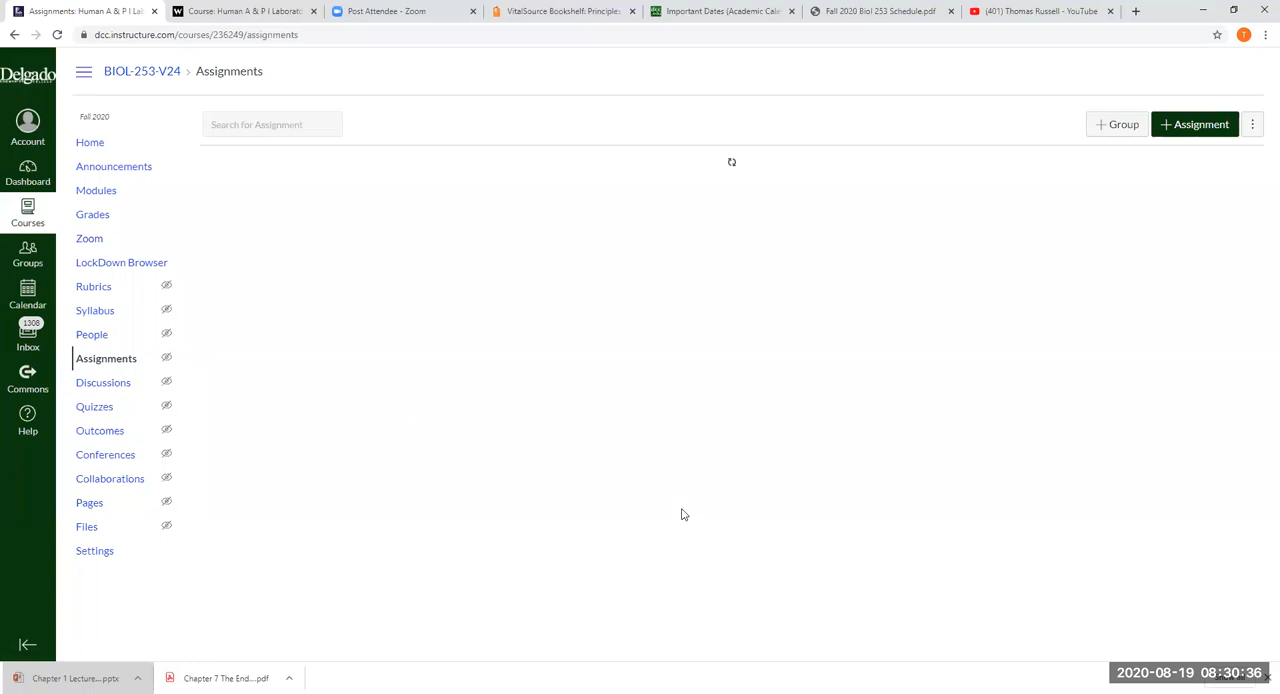 Assignments: Human A & P I Lab
Course: Human A & P I Laborato
Post Attendee - Zoom
VitalSource Bookshelf: Principles
Important Dates (Academic Cale
Fall 2020 Biol 253 Schedule.pdf
(401) Thomas Russell - YouTube
dcc.instructure.com/courses/236249/assignments
T
Delgado
BIOL-253-V24 › Assignments
Fall 2020
Search for Assignment
+ Group
+ Assignment
Account
Dashboard
Courses
Groups
Calendar
1308
Inbox
Commons
Help
Home
Announcements
Modules
Grades
Zoom
LockDown Browser
Rubrics
Syllabus
People
Assignments
Discussions
Quizzes
Outcomes
Conferences
Collaborations
Pages
Files
Settings
Chapter 1 Lecture....pptx
Chapter 7 The End....pdf
2020-08-19 08:30:36